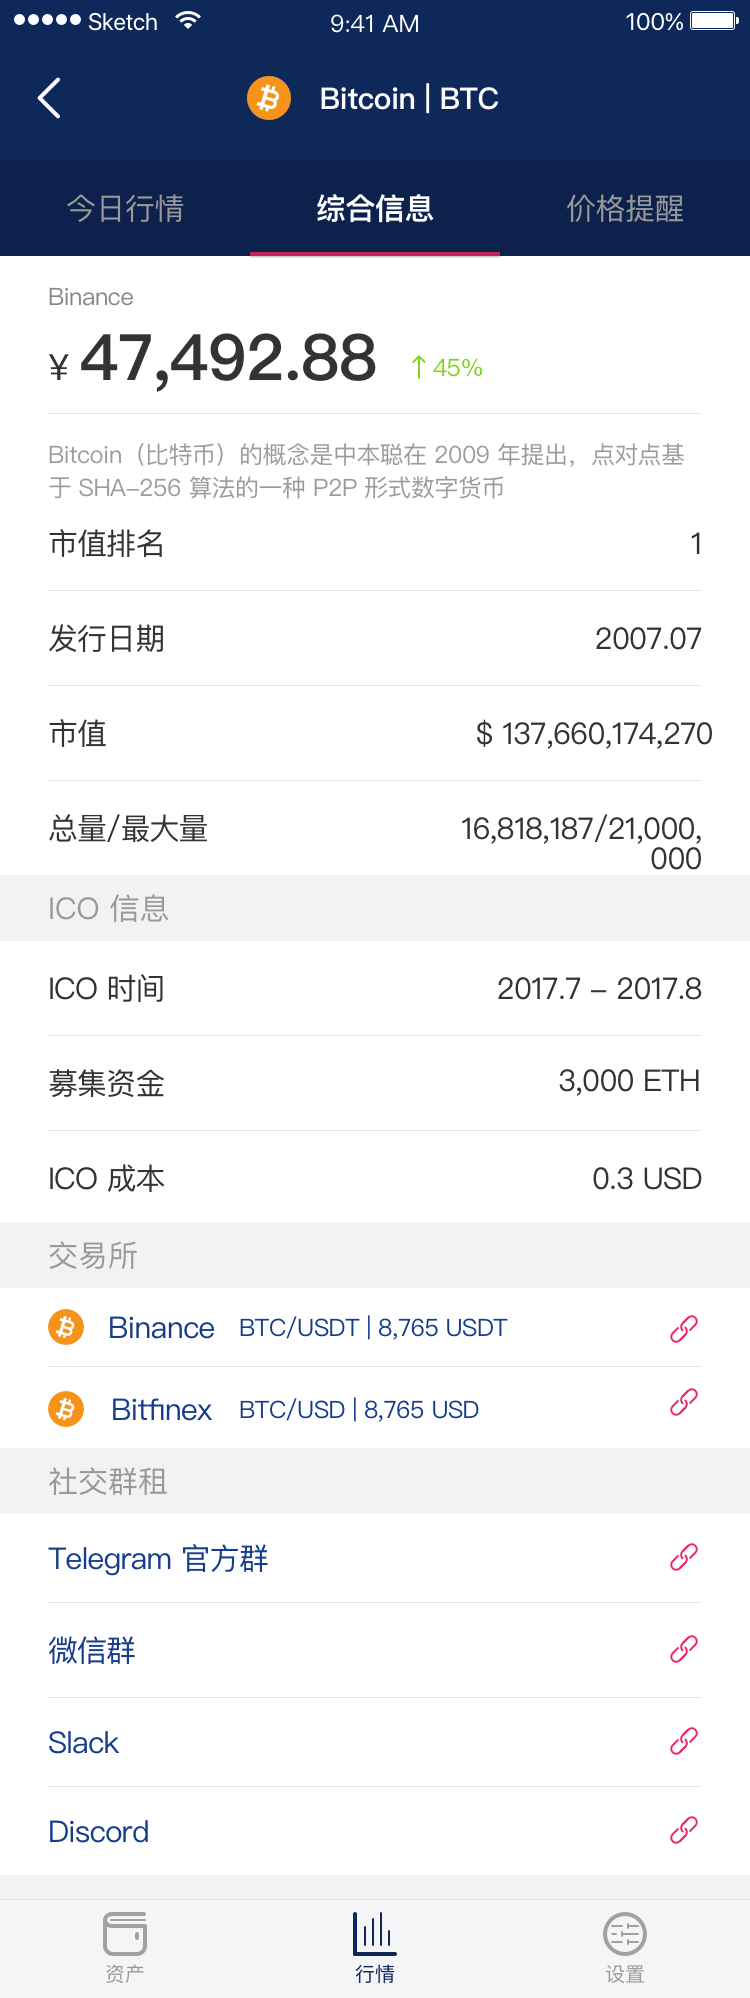 Sketch 9:41 AM 100%
Bitcoin | BTC
今日行情 综合信息 价格提醒
Binance
¥ 47,492.88 ↑45%
Bitcoin（比特币）的概念是中本聪在 2009 年提出，点对点基
于 SHA-256 算法的一种 P2P 形式数字货币
市值排名 1
发行日期 2007.07
市值 $ 137,660,174,270
总量/最大量 16,818,187/21,000,
000
ICO 信息
ICO 时间 2017.7 – 2017.8
募集资金 3,000 ETH
ICO 成本 0.3 USD
交易所
Binance BTC/USDT | 8,765 USDT
Bitfinex BTC/USD | 8,765 USD
社交群租
Telegram 官方群
微信群
Slack
Discord
资产 行情 设置